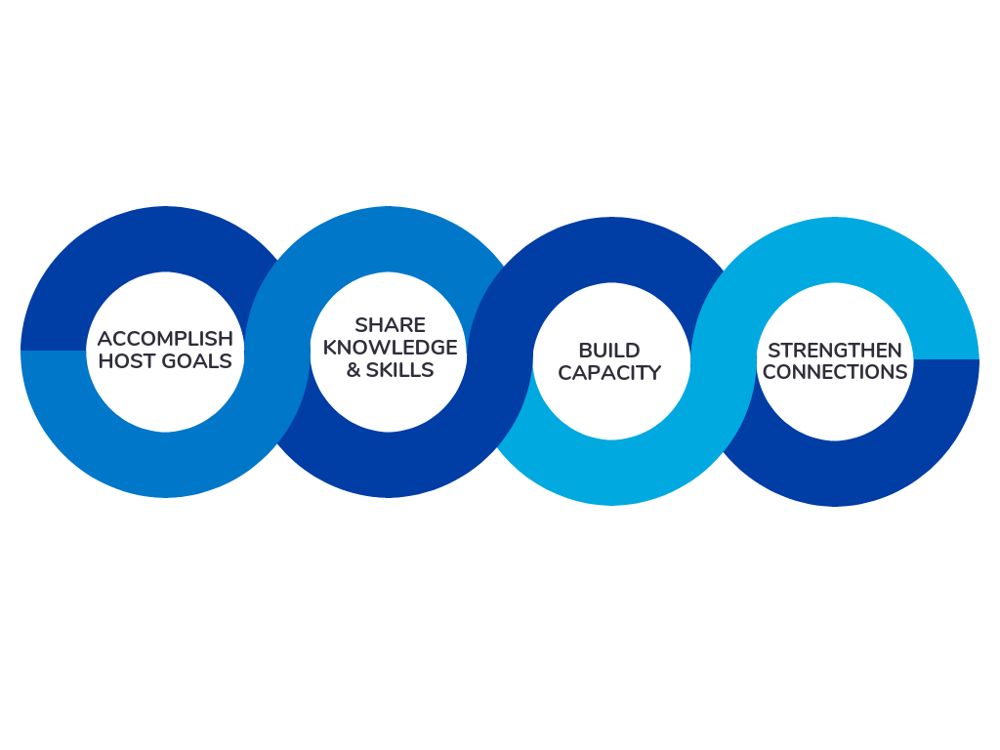 ACCOMPLISH
HOST GOALS
SHARE
KNOWLEDGE
& SKILLS
BUILD
CAPACITY
STRENGTHEN
CONNECTIONS